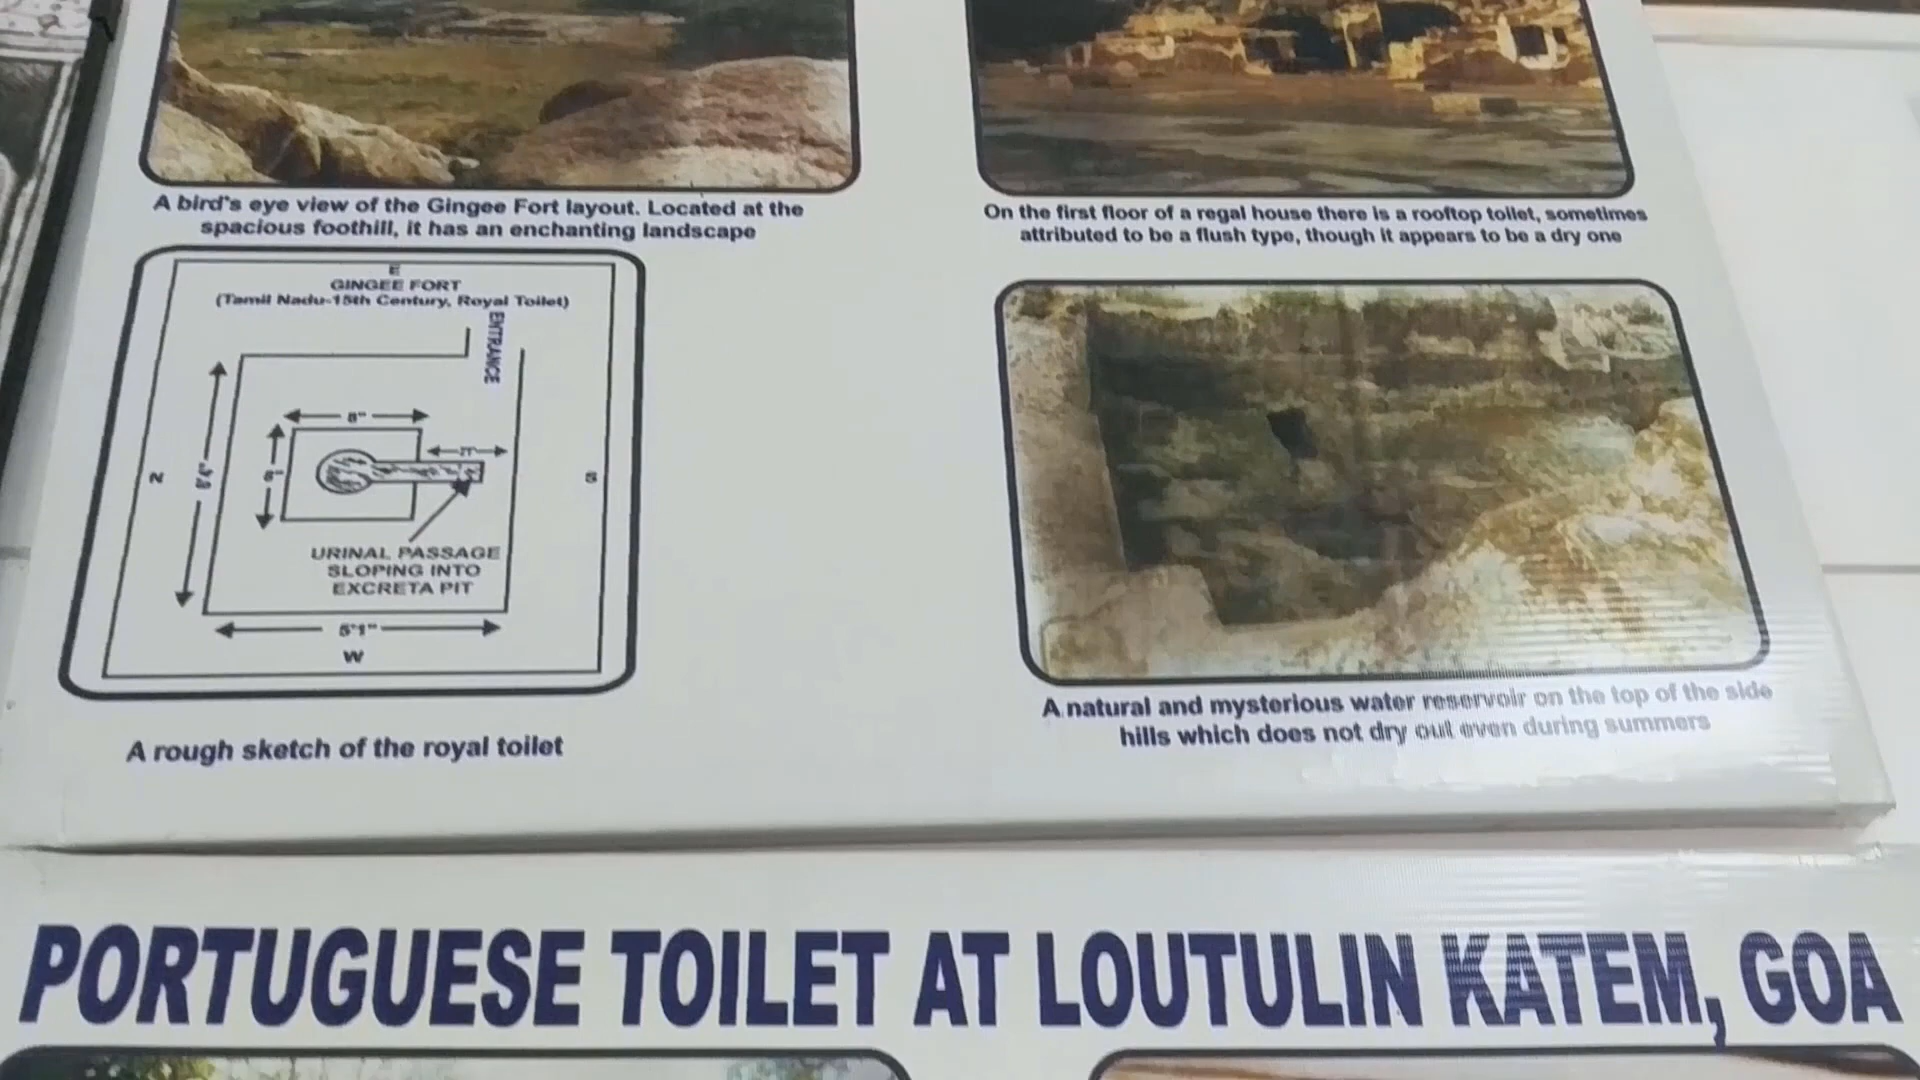 A bird's eye view of the Gingee Fort layout. Located at the
spacious foothill, it has an enchanting landscape
On the first floor of a regal house there is a rooftop toilet, sometimes
attributed to be a flush type, though it appears to be a dry one
E
GINGEE FORT
(Tamil Nadu-15th Century, Royal Toilet)
ENTRANCE
8"
8"
N
S
URINAL PASSAGE
SLOPING INTO
EXCRETA PIT
5'1"
W
A rough sketch of the royal toilet
A natural and mysterious water reservoir on the top of the side
hills which does not dry out even during summers
PORTUGUESE TOILET AT LOUTULIN KATEM, GOA